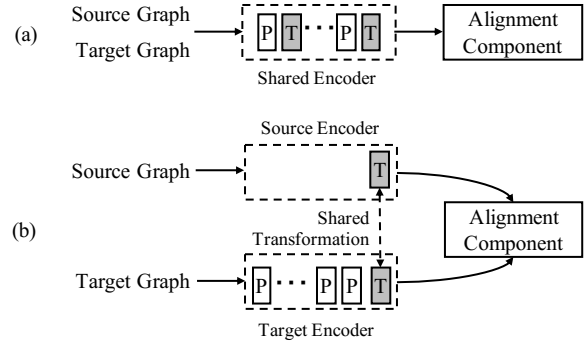 (a)
Source Graph
Target Graph
P T ··· P T
Shared Encoder
Alignment
Component
(b)
Source Encoder
Source Graph
T
Shared
Transformation
Alignment
Component
Target Graph
P ··· P P T
Target Encoder